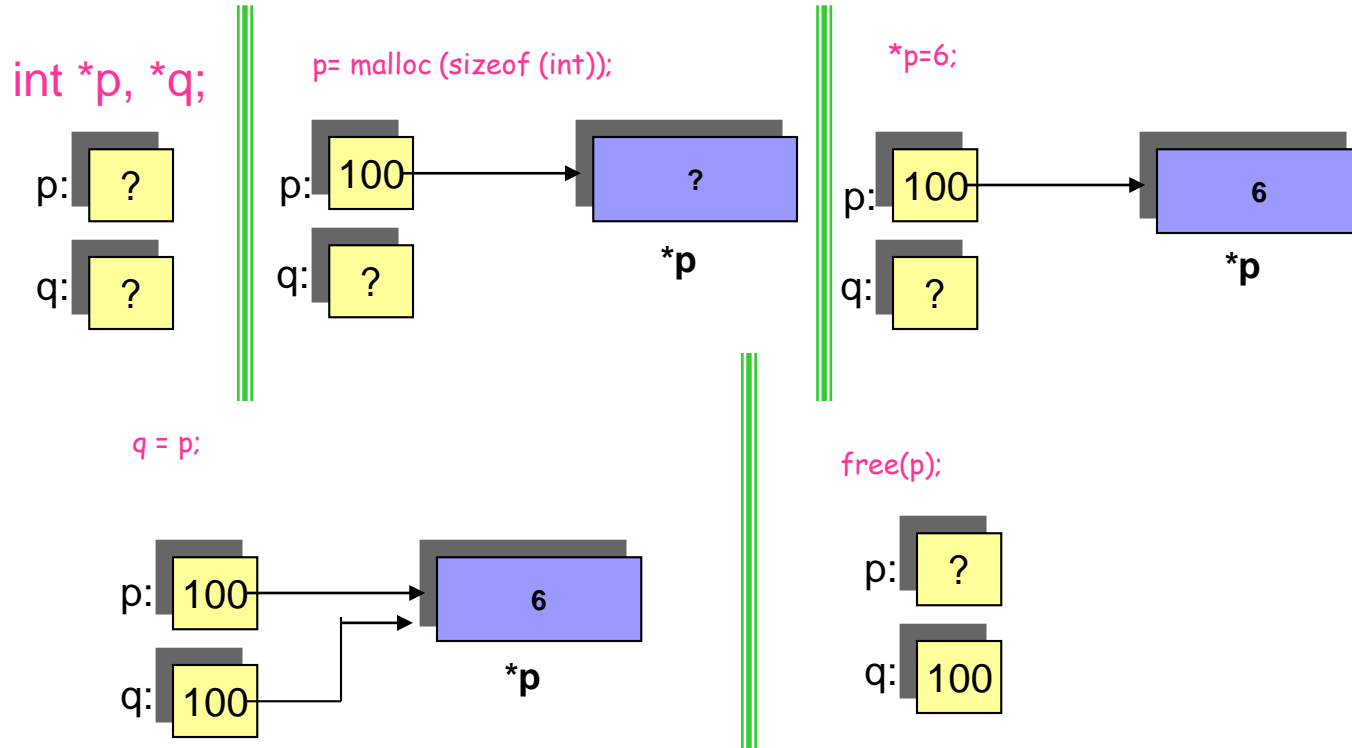 int *p, *q;
p: ?
q: ?
p= malloc (sizeof (int));
p: 100 ?
*p
q: ?
*p=6;
p: 100 6
*p
q: ?
q = p;
p: 100 6
*p
q: 100
free(p);
p: ?
q: 100